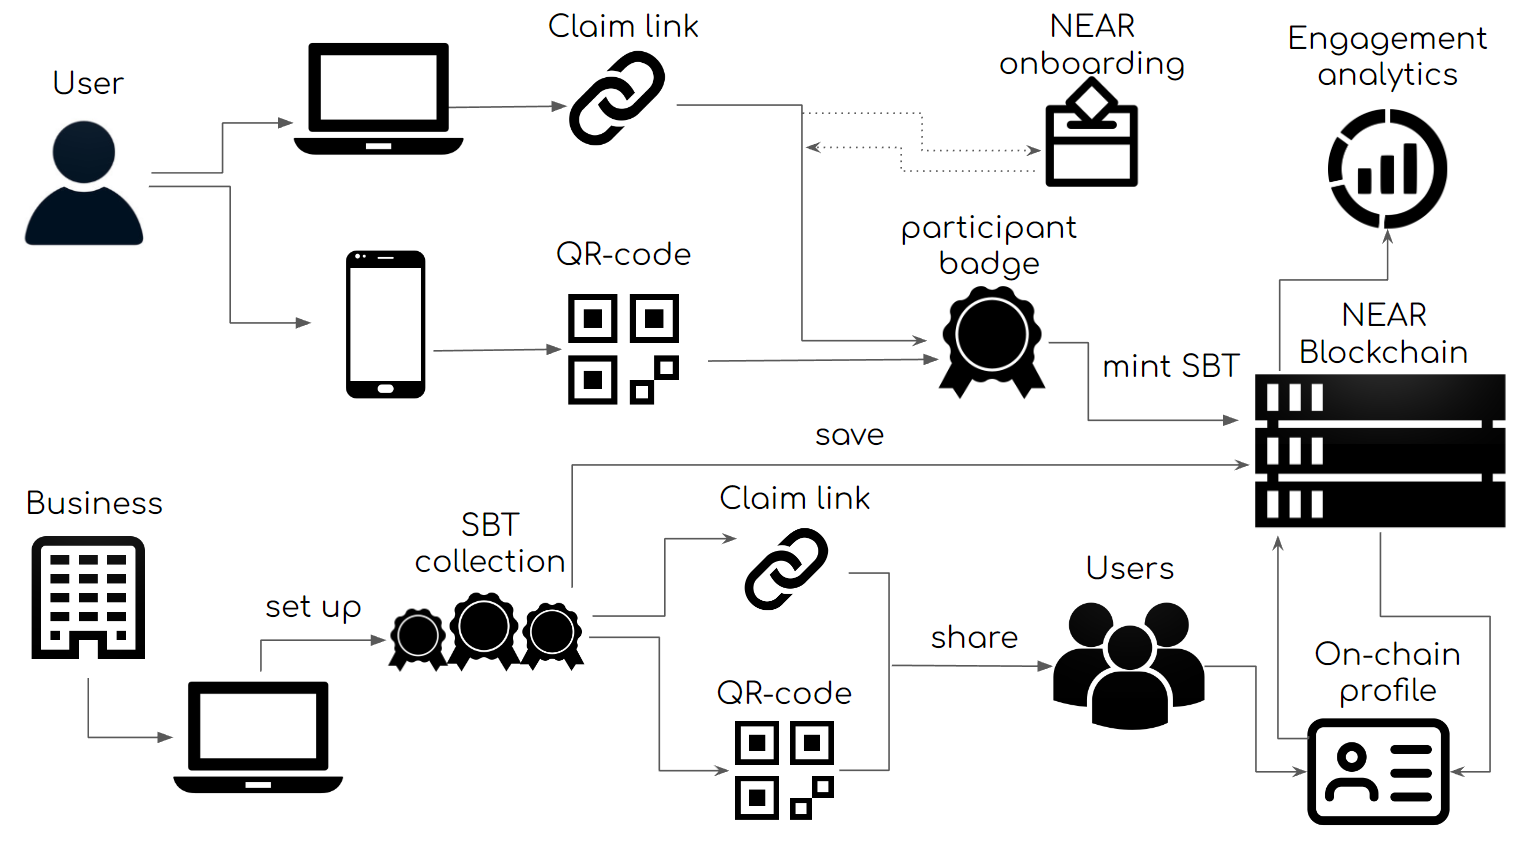 Claim link
NEAR
onboarding
Engagement
analytics
User
participant
badge
QR-code
NEAR
Blockchain
mint SBT
save
Business
Claim link
SBT
collection
Users
set up
share
On-chain
profile
QR-code